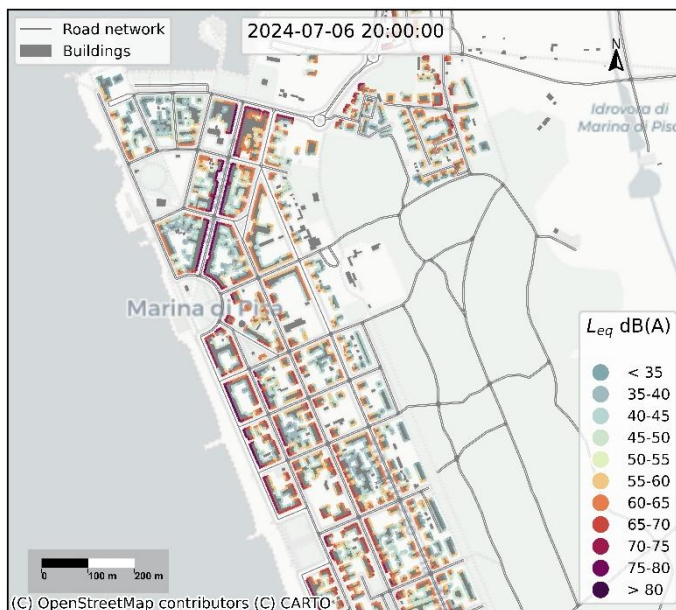 Road network
Buildings
2024-07-06 20:00:00
N
Idrovora di
Marina di Pisa
Marina di Pisa
Leq dB(A)
< 35
35-40
40-45
45-50
50-55
55-60
60-65
65-70
70-75
75-80
> 80
0 100 m 200 m
(C) OpenStreetMap contributors (C) CARTO